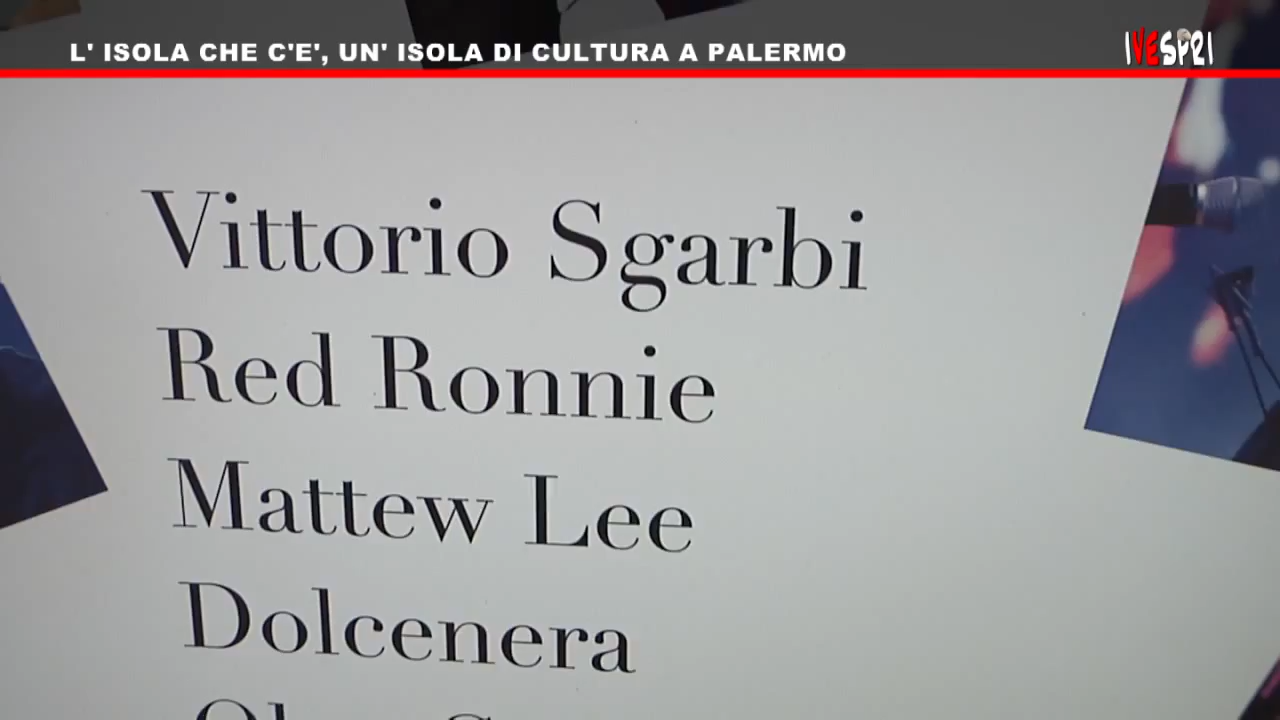 L' ISOLA CHE C'E', UN' ISOLA DI CULTURA A PALERMO
IVESPRI
Vittorio Sgarbi
Red Ronnie
Mattew Lee
Dolcenera